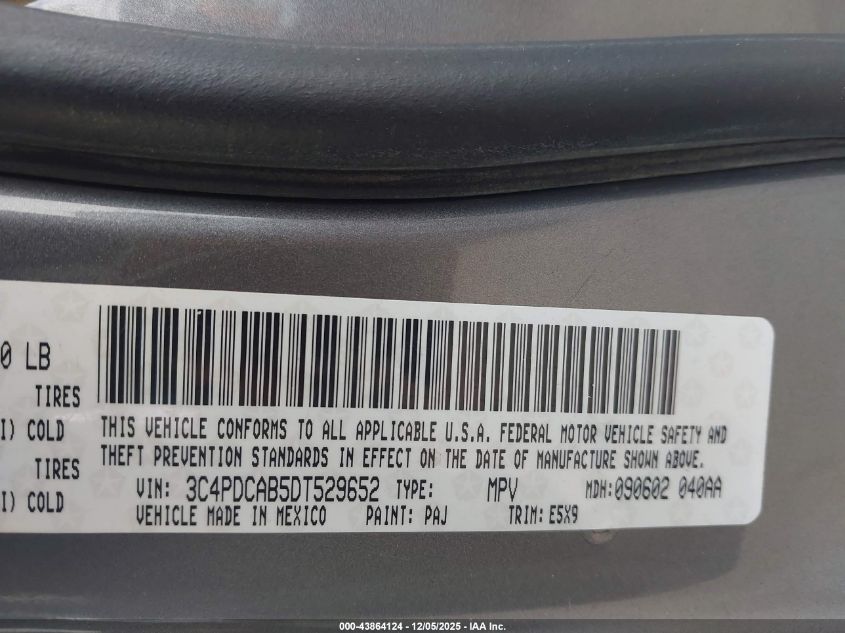 0 LB
TIRES
I) COLD
TIRES
I) COLD
THIS VEHICLE CONFORMS TO ALL APPLICABLE U.S.A. FEDERAL MOTOR VEHICLE SAFETY AND
THEFT PREVENTION STANDARDS IN EFFECT ON THE DATE OF MANUFACTURE SHOWN ABOVE.
VIN: 3C4PDCAB5DT529652 TYPE: MPV MDH:090602 040AA
VEHICLE MADE IN MEXICO PAINT: PAJ TRIM: E5X9
000-43864124 - 12/05/2025 - IAA Inc.